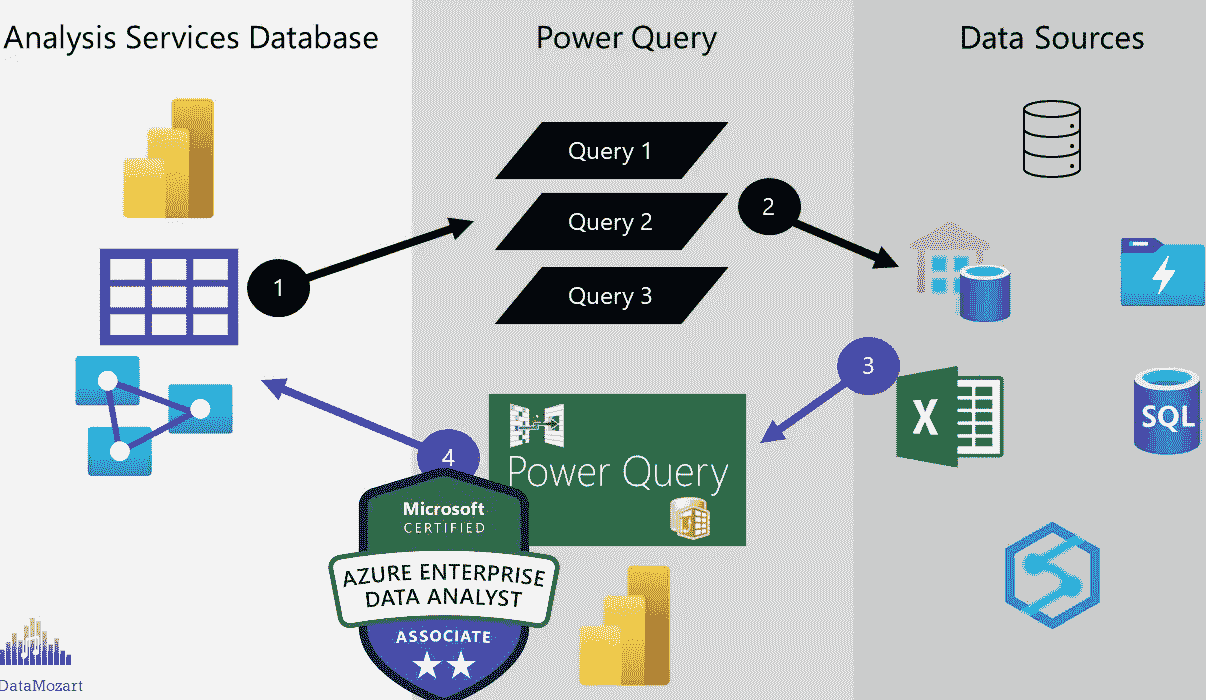 Analysis Services Database
Power Query
Data Sources
Query 1
Query 2
Query 3
1
2
3
4
X
SQL
Power Query
Microsoft
CERTIFIED
AZURE ENTERPRISE
DATA ANALYST
ASSOCIATE
DataMozart